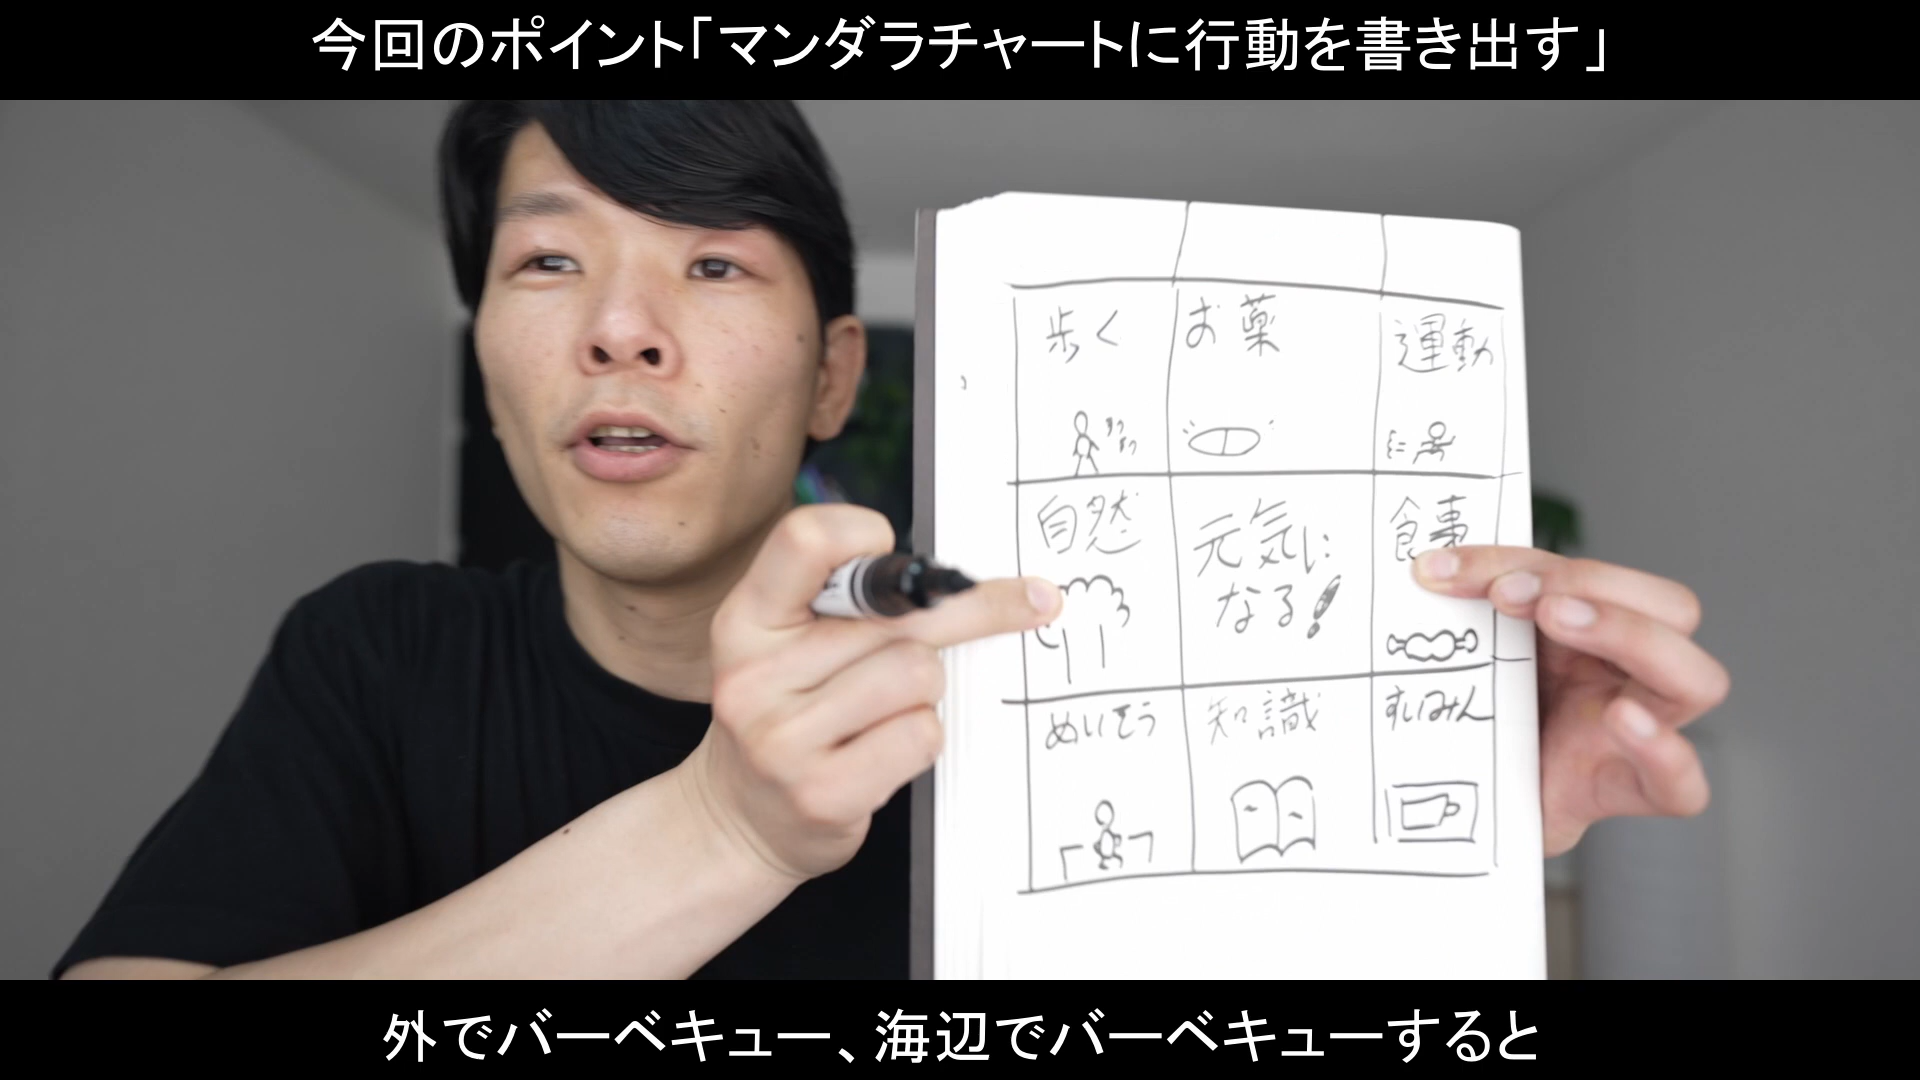 今回のポイント「マンダラチャートに行動を書き出す」
歩く
お薬
運動
自然
元気に
なる!
食事
めいそう
知識
すいみん
外でバーベキュー、海辺でバーベキューすると